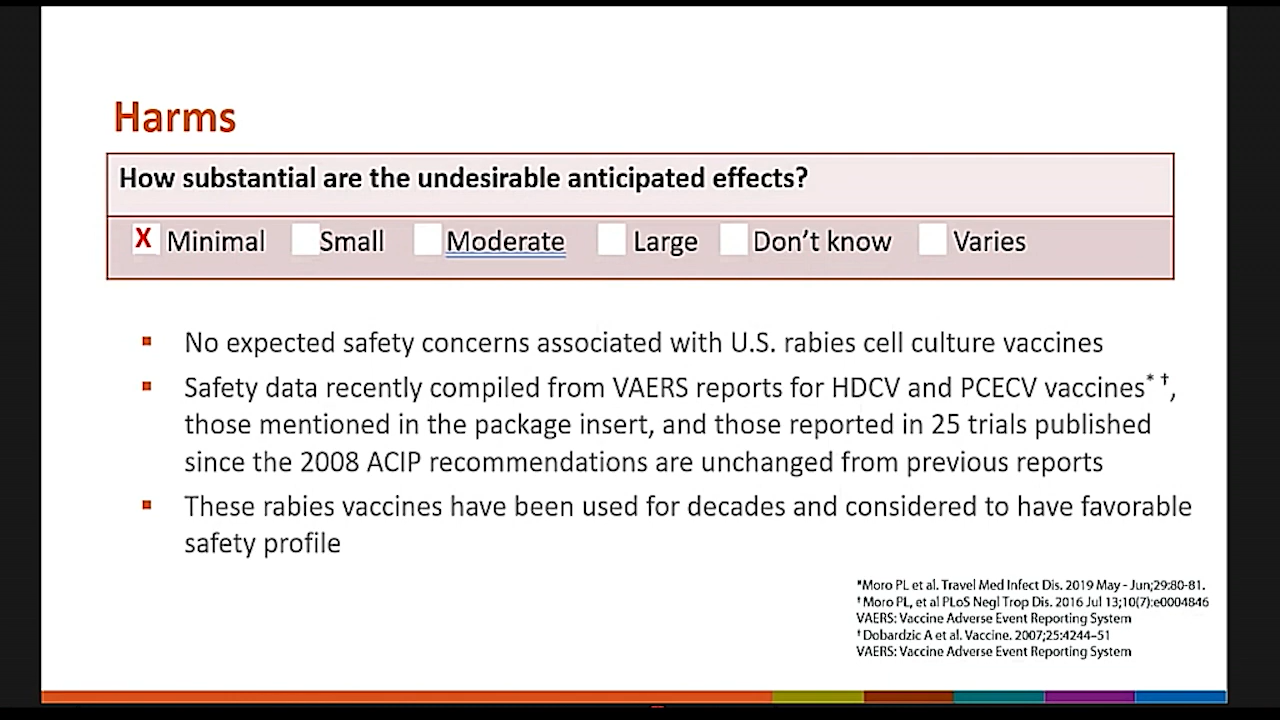 Harms
How substantial are the undesirable anticipated effects?
X Minimal Small Moderate Large Don't know Varies
▪ No expected safety concerns associated with U.S. rabies cell culture vaccines
▪ Safety data recently compiled from VAERS reports for HDCV and PCECV vaccines* †,
those mentioned in the package insert, and those reported in 25 trials published
since the 2008 ACIP recommendations are unchanged from previous reports
▪ These rabies vaccines have been used for decades and considered to have favorable
safety profile
*Moro PL et al. Travel Med Infect Dis. 2019 May - Jun;29:80-81.
†Moro PL, et al PLoS Negl Trop Dis. 2016 Jul 13;10(7):e0004846
VAERS: Vaccine Adverse Event Reporting System
†Dobardzic A et al. Vaccine. 2007;25:4244–51
VAERS: Vaccine Adverse Event Reporting System